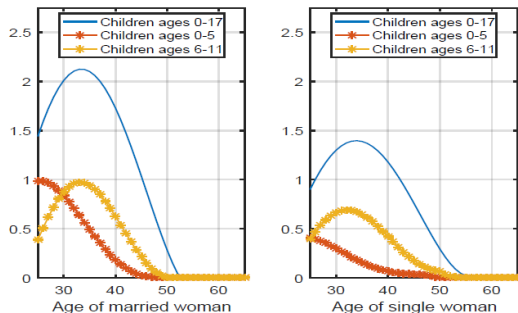 Children ages 0-17
Children ages 0-5
Children ages 6-11
2.5
2
1.5
1
0.5
0
30 40 50 60
Age of married woman
Children ages 0-17
Children ages 0-5
Children ages 6-11
2.5
2
1.5
1
0.5
0
30 40 50 60
Age of single woman